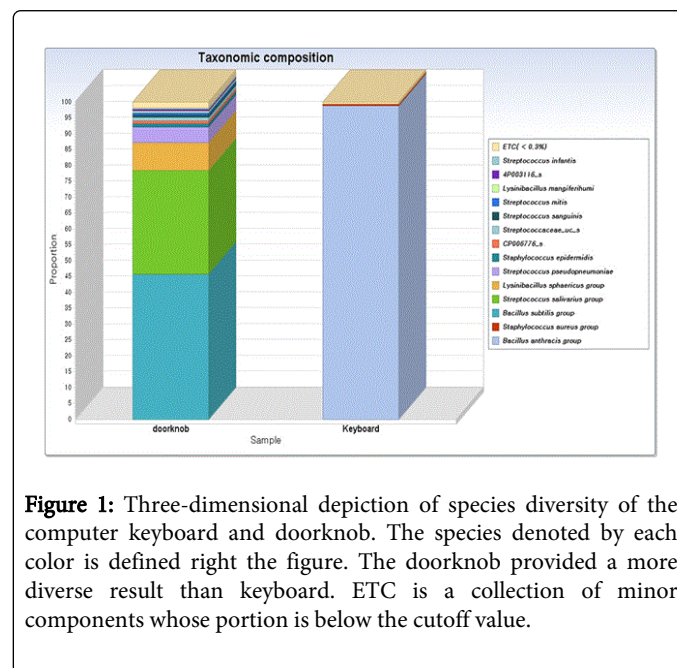 Taxonomic composition
100
95
90
85
80
75
70
65
60
55
50
45
40
35
30
25
20
15
10
5
0
Proportion
doorknob
Keyboard
Sample
ETC( < 0.3%)
Streptococcus infantis
4P003116_s
Lysinibacillus mangiferihumi
Streptococcus mitis
Streptococcus sanguinis
Streptococcaceae_uc_s
CP006776_s
Staphylococcus epidermidis
Streptococcus pseudopneumoniae
Lysinibacillus sphaericus group
Streptococcus salivarius group
Bacillus subtilis group
Staphylococcus aureus group
Bacillus anthracis group
Figure 1: Three-dimensional depiction of species diversity of the
computer keyboard and doorknob. The species denoted by each
color is defined right the figure. The doorknob provided a more
diverse result than keyboard. ETC is a collection of minor
components whose portion is below the cutoff value.